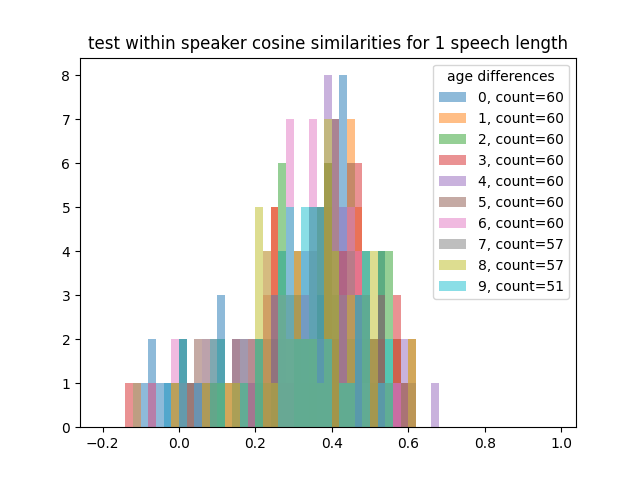 test within speaker cosine similarities for 1 speech length
age differences
0, count=60
1, count=60
2, count=60
3, count=60
4, count=60
5, count=60
6, count=60
7, count=57
8, count=57
9, count=51
8
7
6
5
4
3
2
1
0
−0.2 0.0 0.2 0.4 0.6 0.8 1.0